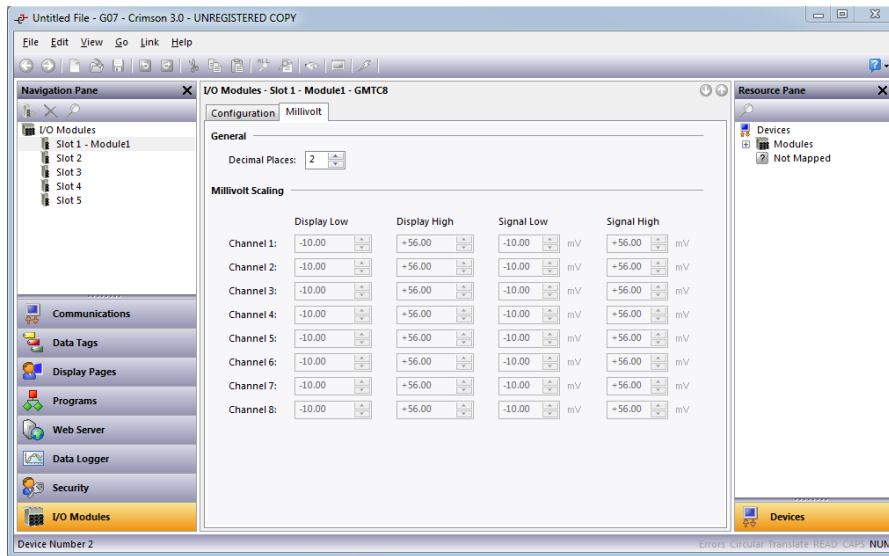 Untitled File - G07 - Crimson 3.0 - UNREGISTERED COPY
File Edit View Go Link Help
Navigation Pane
I/O Modules
Slot 1 - Module1
Slot 2
Slot 3
Slot 4
Slot 5
Communications
Data Tags
Display Pages
Programs
Web Server
Data Logger
Security
I/O Modules
I/O Modules - Slot 1 - Module1 - GMTC8
Configuration Millivolt
General
Decimal Places: 2
Millivolt Scaling
Display Low Display High Signal Low Signal High
Channel 1: -10.00 +56.00 -10.00 mV +56.00 mV
Channel 2: -10.00 +56.00 -10.00 mV +56.00 mV
Channel 3: -10.00 +56.00 -10.00 mV +56.00 mV
Channel 4: -10.00 +56.00 -10.00 mV +56.00 mV
Channel 5: -10.00 +56.00 -10.00 mV +56.00 mV
Channel 6: -10.00 +56.00 -10.00 mV +56.00 mV
Channel 7: -10.00 +56.00 -10.00 mV +56.00 mV
Channel 8: -10.00 +56.00 -10.00 mV +56.00 mV
Resource Pane
Devices
Modules
Not Mapped
Devices
Device Number 2
Errors Circular Translate READ CAPS NUM